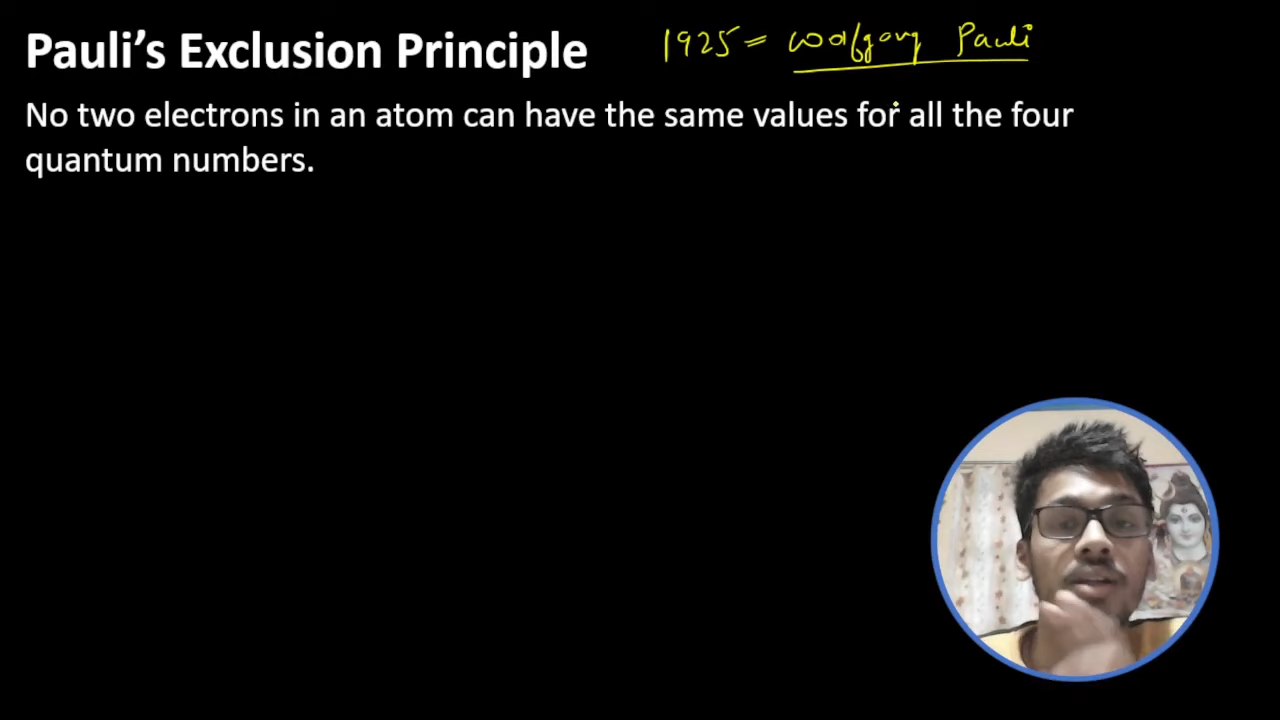 Pauli’s Exclusion Principle 1925 = Wolfgang Pauli
No two electrons in an atom can have the same values for all the four
quantum numbers.